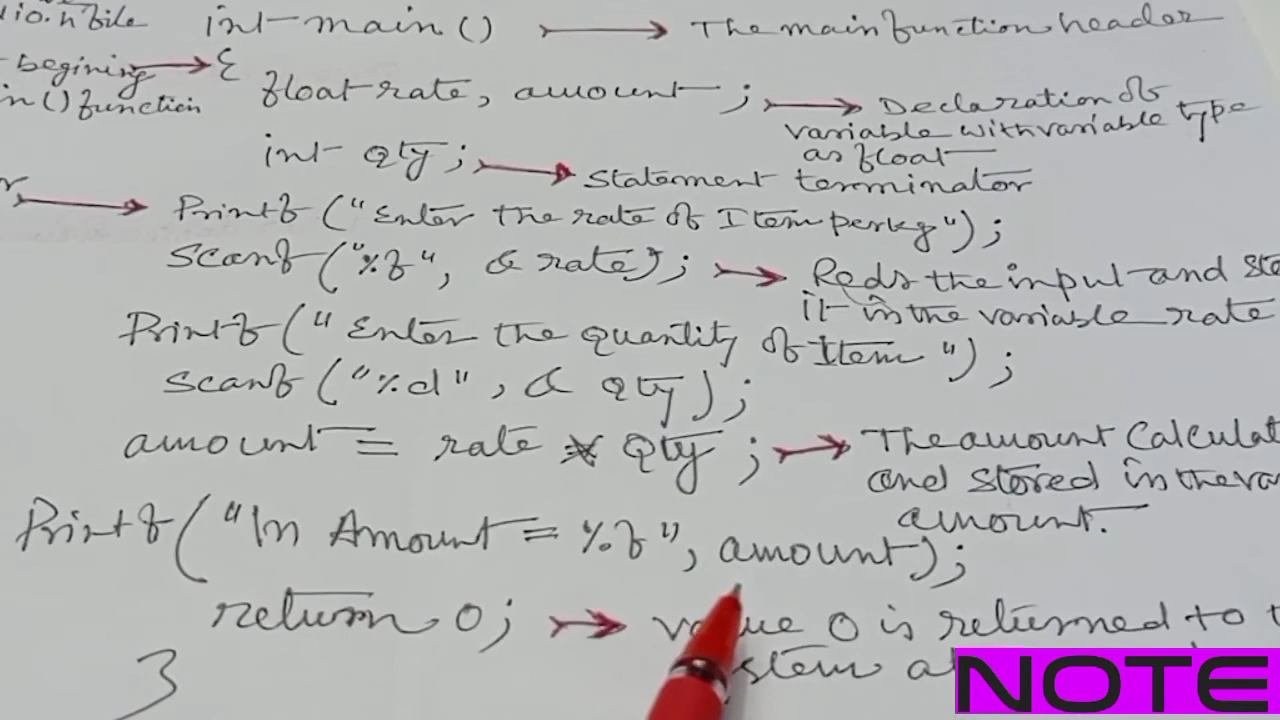 io.h file int main() → The main function header
begining → {
n() function float rate, amount; → Declaration of
variable with variable type
as float
int Qty; → Statement terminator
→ Printf ("Enter the rate of Item per kg");
Scanf ("%f", & rate); → Reds the input and
it in the variable rate
Printf ("Enter the quantity of Item");
Scanf ("%d", & Qty);
amount = rate * Qty; → The amount Calculat
and stored in the va
amount.
Printf ("\n Amount = %f", amount);
return 0; → value 0 is returned to
}
NOTE